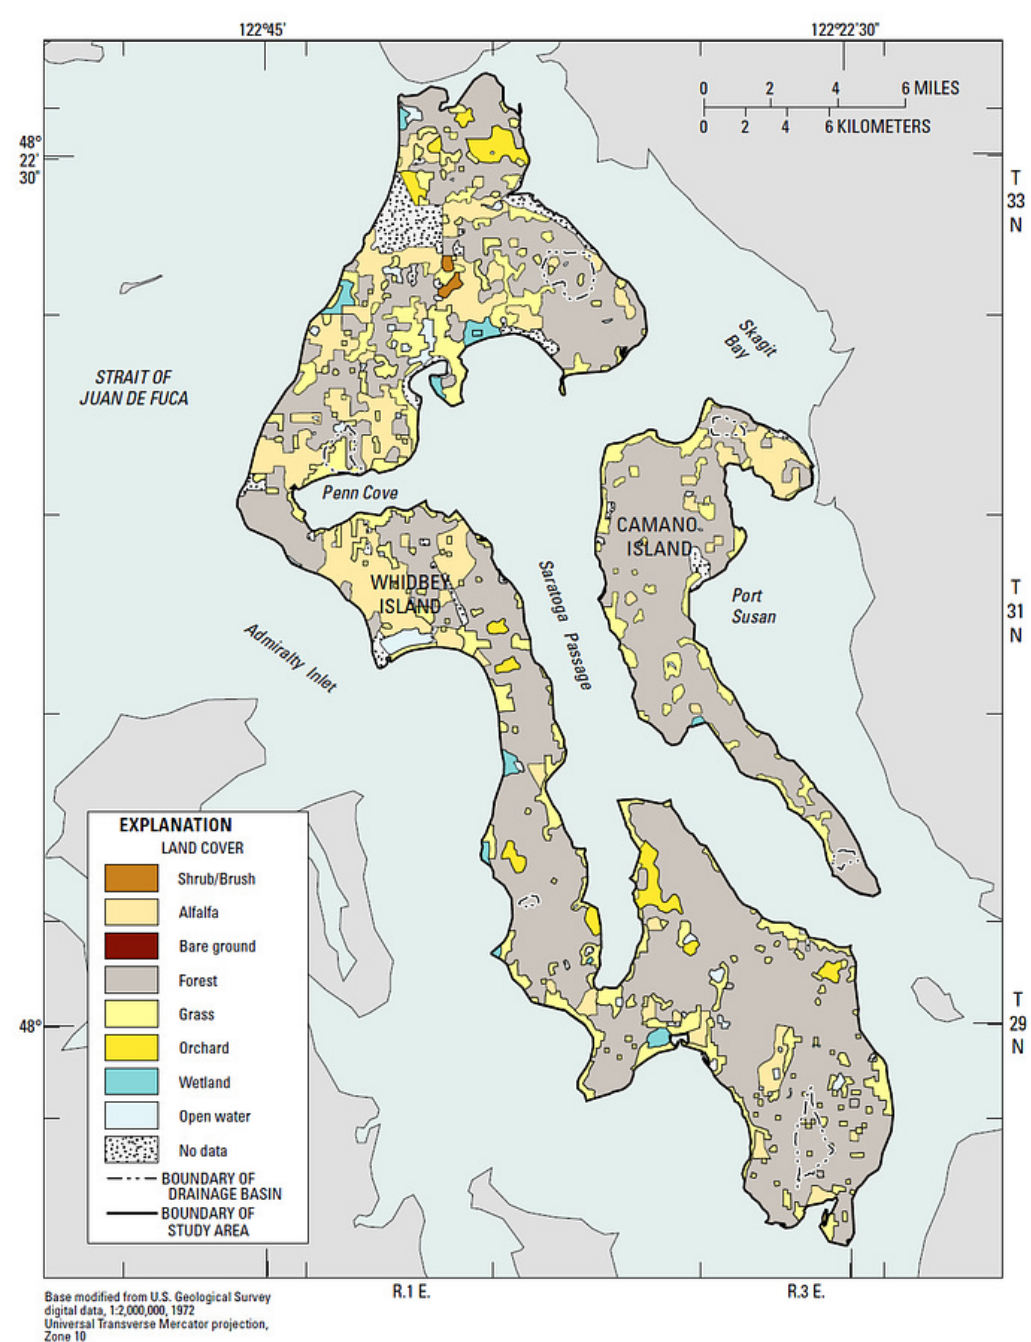 122°45'
122°22'30"
0 2 4 6 MILES
0 2 4 6 KILOMETERS
48°
22'
30"
T
33
N
STRAIT OF
JUAN DE FUCA
Skagit
Bay
Penn Cove
CAMANO
ISLAND
WHIDBEY
ISLAND
Saratoga Passage
Port
Susan
T
31
N
Admiralty Inlet
EXPLANATION
LAND COVER
Shrub/Brush
Alfalfa
Bare ground
Forest
Grass
Orchard
Wetland
Open water
No data
BOUNDARY OF
DRAINAGE BASIN
BOUNDARY OF
STUDY AREA
48°
T
29
N
R.1 E.
R.3 E.
Base modified from U.S. Geological Survey
digital data, 1:2,000,000, 1972
Universal Transverse Mercator projection,
Zone 10